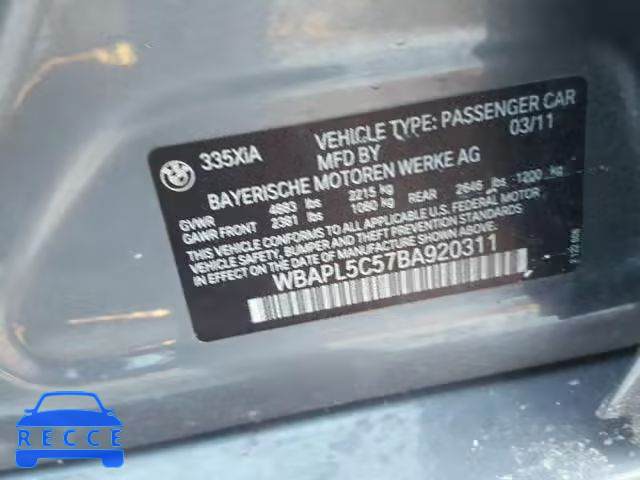 BMW
335XiA
VEHICLE TYPE: PASSENGER CAR
MFD BY
03/11
BAYERISCHE MOTOREN WERKE AG
GVWR 4883 lbs 2215 kg
GAWR FRONT 2381 lbs 1080 kg REAR 2646 lbs 1200 kg
THIS VEHICLE CONFORMS TO ALL APPLICABLE U.S. FEDERAL MOTOR
VEHICLE SAFETY, BUMPER, AND THEFT PREVENTION STANDARDS
IN EFFECT ON THE DATE OF MANUFACTURE SHOWN ABOVE.
WBAPL5C57BA920311
RECCE